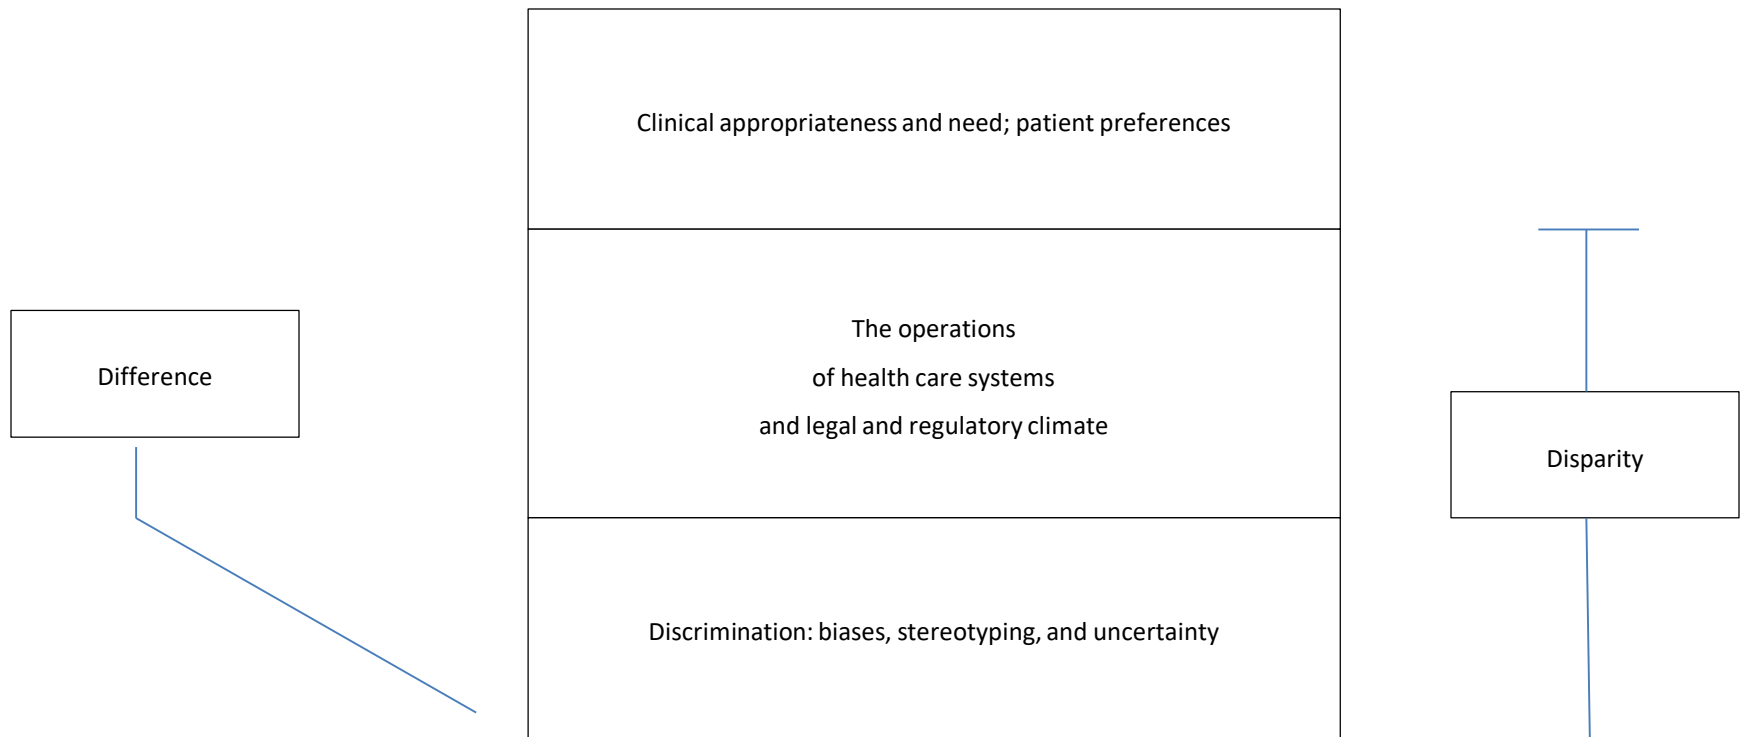 Clinical appropriateness and need; patient preferences
The operations
of health care systems
and legal and regulatory climate
Difference
Disparity
Discrimination: biases, stereotyping, and uncertainty